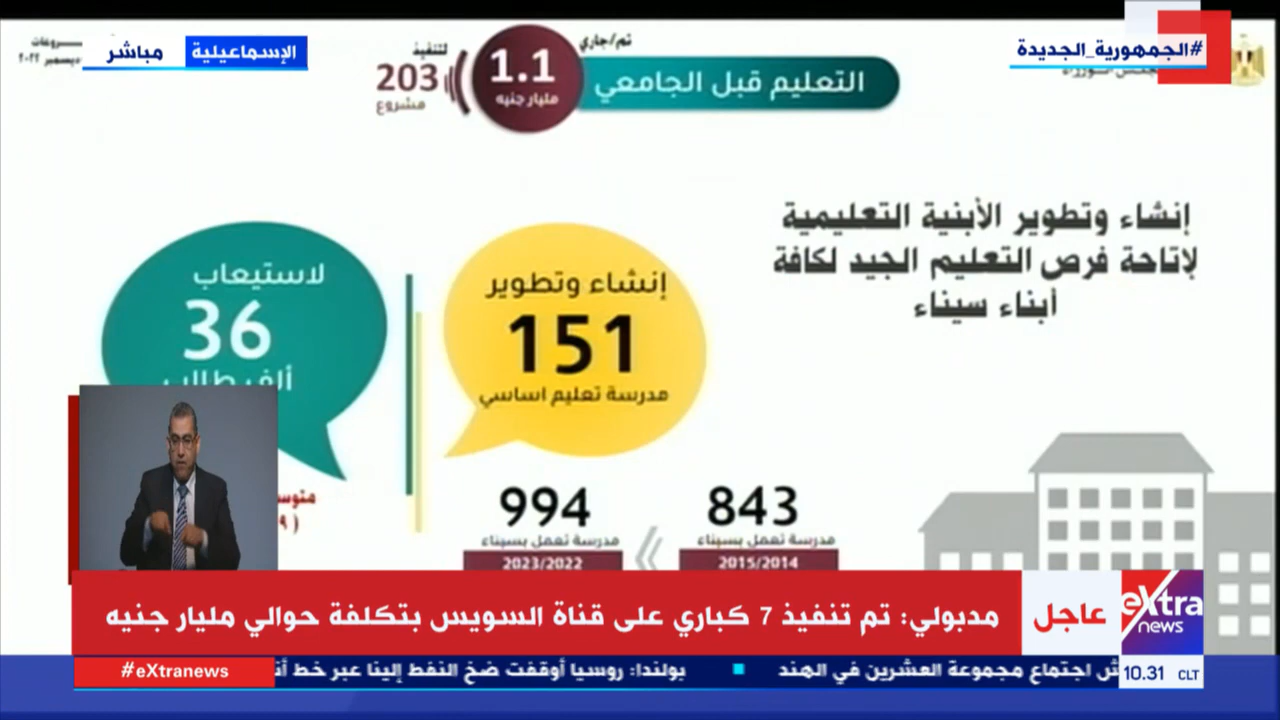 #الجمهورية_الجديدة
الإسماعيلية
مباشر
التعليم قبل الجامعي
تم/جاري
1.1
مليار جنيه
لتنفيذ
203
مشروع
إنشاء وتطوير الأبنية التعليمية
لإتاحة فرص التعليم الجيد لكافة
أبناء سيناء
إنشاء وتطوير
151
مدرسة تعليم اساسي
لاستيعاب
36
ألف طالب
843
مدرسة تعمل بسيناء
2015/2014
994
مدرسة تعمل بسيناء
2023/2022
عاجل
مدبولي: تم تنفيذ 7 كباري على قناة السويس بتكلفة حوالي مليار جنيه
eXtra
news
10.31 CLT
اجتماع مجموعة العشرين في الهند
بولندا: روسيا أوقفت ضخ النفط إلينا عبر خط
#eXtranews